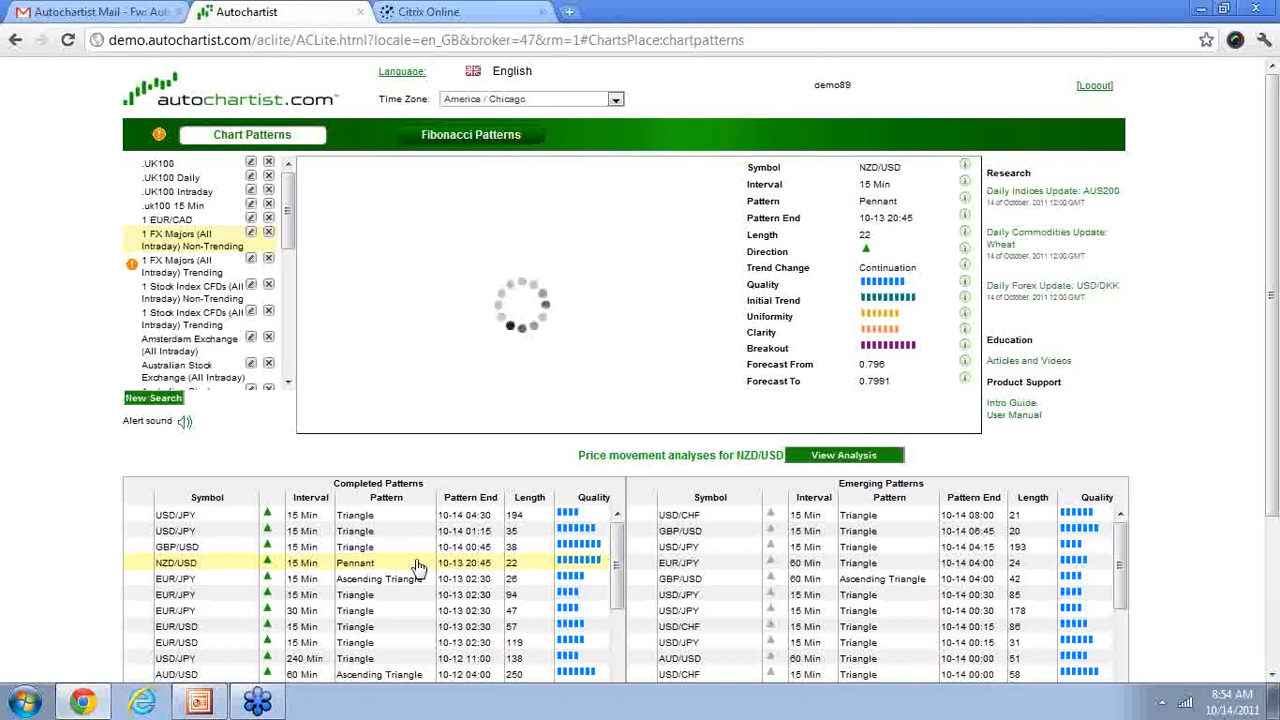 Autochartist Mail - Fw: Aut
Autochartist
Citrix Online
demo.autochartist.com/aclite/ACLite.html?locale=en_GB&broker=47&rm=1#ChartsPlace:chartpatterns
autochartist.com
Language:
English
Time Zone:
America / Chicago
demo89
[Logout]
Chart Patterns
Fibonacci Patterns
.UK100
.UK100 Daily
.UK100 Intraday
.uk100 15 Min
1 EUR/CAD
1 FX Majors (All
Intraday) Non-Trending
1 FX Majors (All
Intraday) Trending
1 Stock Index CFDs (All
Intraday) Non-Trending
1 Stock Index CFDs (All
Intraday) Trending
Amsterdam Exchange
(All Intraday)
Australian Stock
Exchange (All Intraday)
New Search
Alert sound
Symbol NZD/USD
Interval 15 Min
Pattern Pennant
Pattern End 10-13 20:45
Length 22
Direction
Trend Change Continuation
Quality
Initial Trend
Uniformity
Clarity
Breakout
Forecast From 0.796
Forecast To 0.7991
Research
Daily Indices Update: AUS200
14 of October, 2011 12:00 GMT
Daily Commodities Update:
Wheat
14 of October, 2011 12:00 GMT
Daily Forex Update: USD/DKK
14 of October, 2011 12:00 GMT
Education
Articles and Videos
Product Support
Intro Guide
User Manual
Price movement analyses for NZD/USD
View Analysis
Completed Patterns
Symbol Interval Pattern Pattern End Length Quality
USD/JPY 15 Min Triangle 10-14 04:30 194
USD/JPY 15 Min Triangle 10-14 01:15 35
GBP/USD 15 Min Triangle 10-14 00:45 38
NZD/USD 15 Min Pennant 10-13 20:45 22
EUR/JPY 15 Min Ascending Triangle 10-13 02:30 26
EUR/JPY 15 Min Triangle 10-13 02:30 94
EUR/JPY 30 Min Triangle 10-13 02:30 47
EUR/USD 15 Min Triangle 10-13 02:30 57
EUR/USD 15 Min Triangle 10-13 02:30 119
USD/JPY 240 Min Triangle 10-12 11:00 138
AUD/USD 60 Min Ascending Triangle 10-12 04:00 250
Emerging Patterns
Symbol Interval Pattern Pattern End Length Quality
USD/CHF 15 Min Triangle 10-14 08:00 21
GBP/USD 15 Min Triangle 10-14 06:45 20
USD/JPY 15 Min Triangle 10-14 04:15 193
EUR/JPY 60 Min Triangle 10-14 04:00 24
GBP/USD 60 Min Ascending Triangle 10-14 04:00 42
USD/JPY 15 Min Triangle 10-14 00:30 85
USD/JPY 15 Min Triangle 10-14 00:30 178
USD/CHF 15 Min Triangle 10-14 00:15 86
USD/JPY 15 Min Triangle 10-14 00:15 31
AUD/USD 60 Min Triangle 10-14 00:00 51
USD/CHF 60 Min Triangle 10-14 00:00 58
8:54 AM
10/14/2011